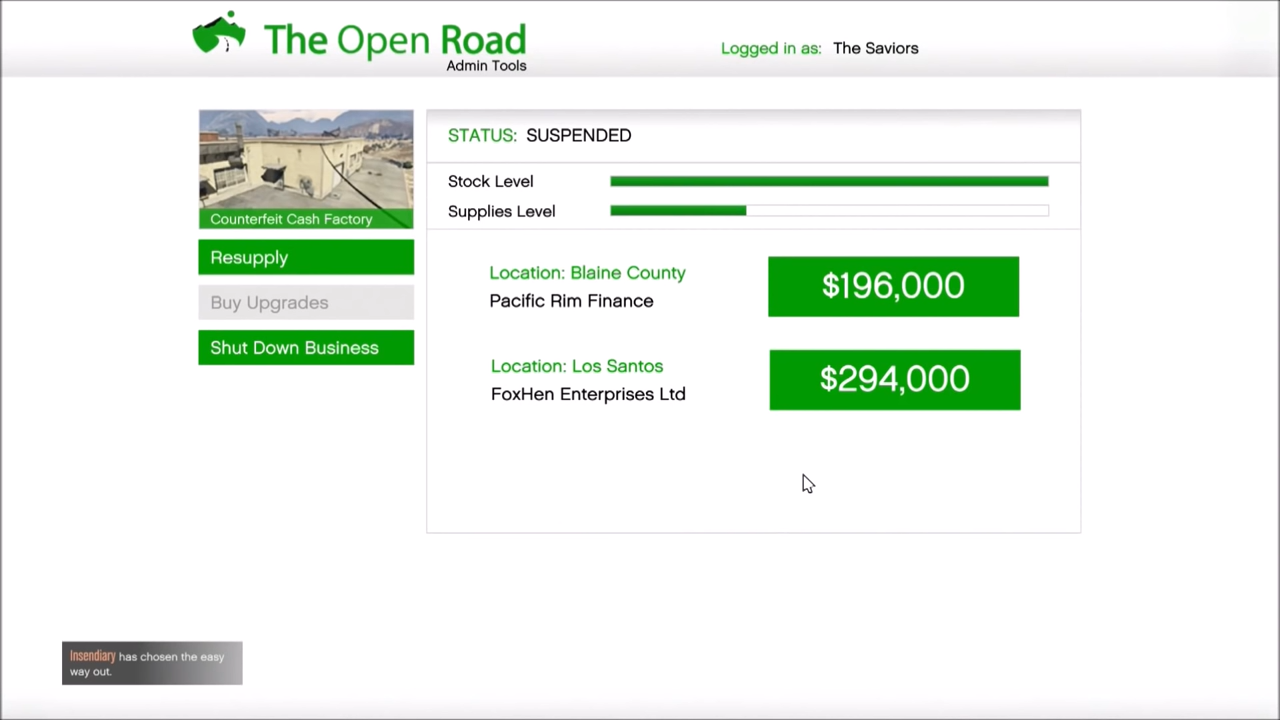 The Open Road
Admin Tools
Logged in as: The Saviors
Counterfeit Cash Factory
Resupply
Buy Upgrades
Shut Down Business
STATUS: SUSPENDED
Stock Level
Supplies Level
Location: Blaine County
Pacific Rim Finance
$196,000
Location: Los Santos
FoxHen Enterprises Ltd
$294,000
Insendiary has chosen the easy
way out.